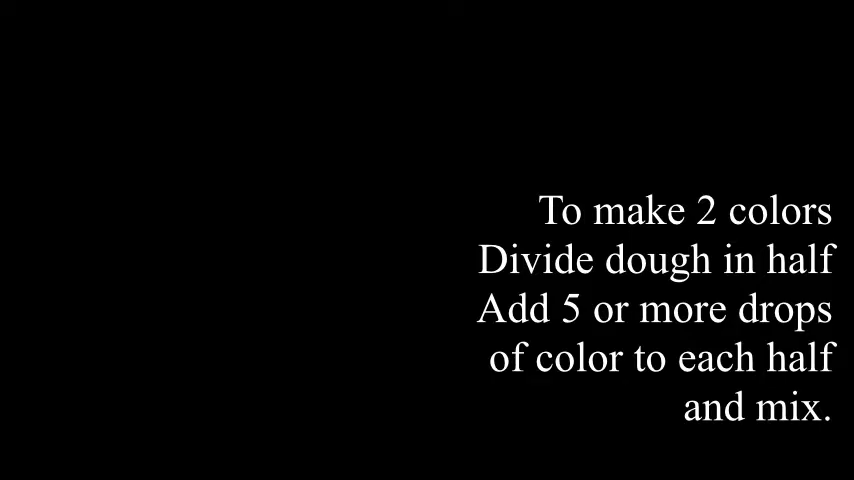 To make 2 colors
Divide dough in half
Add 5 or more drops
of color to each half
and mix.